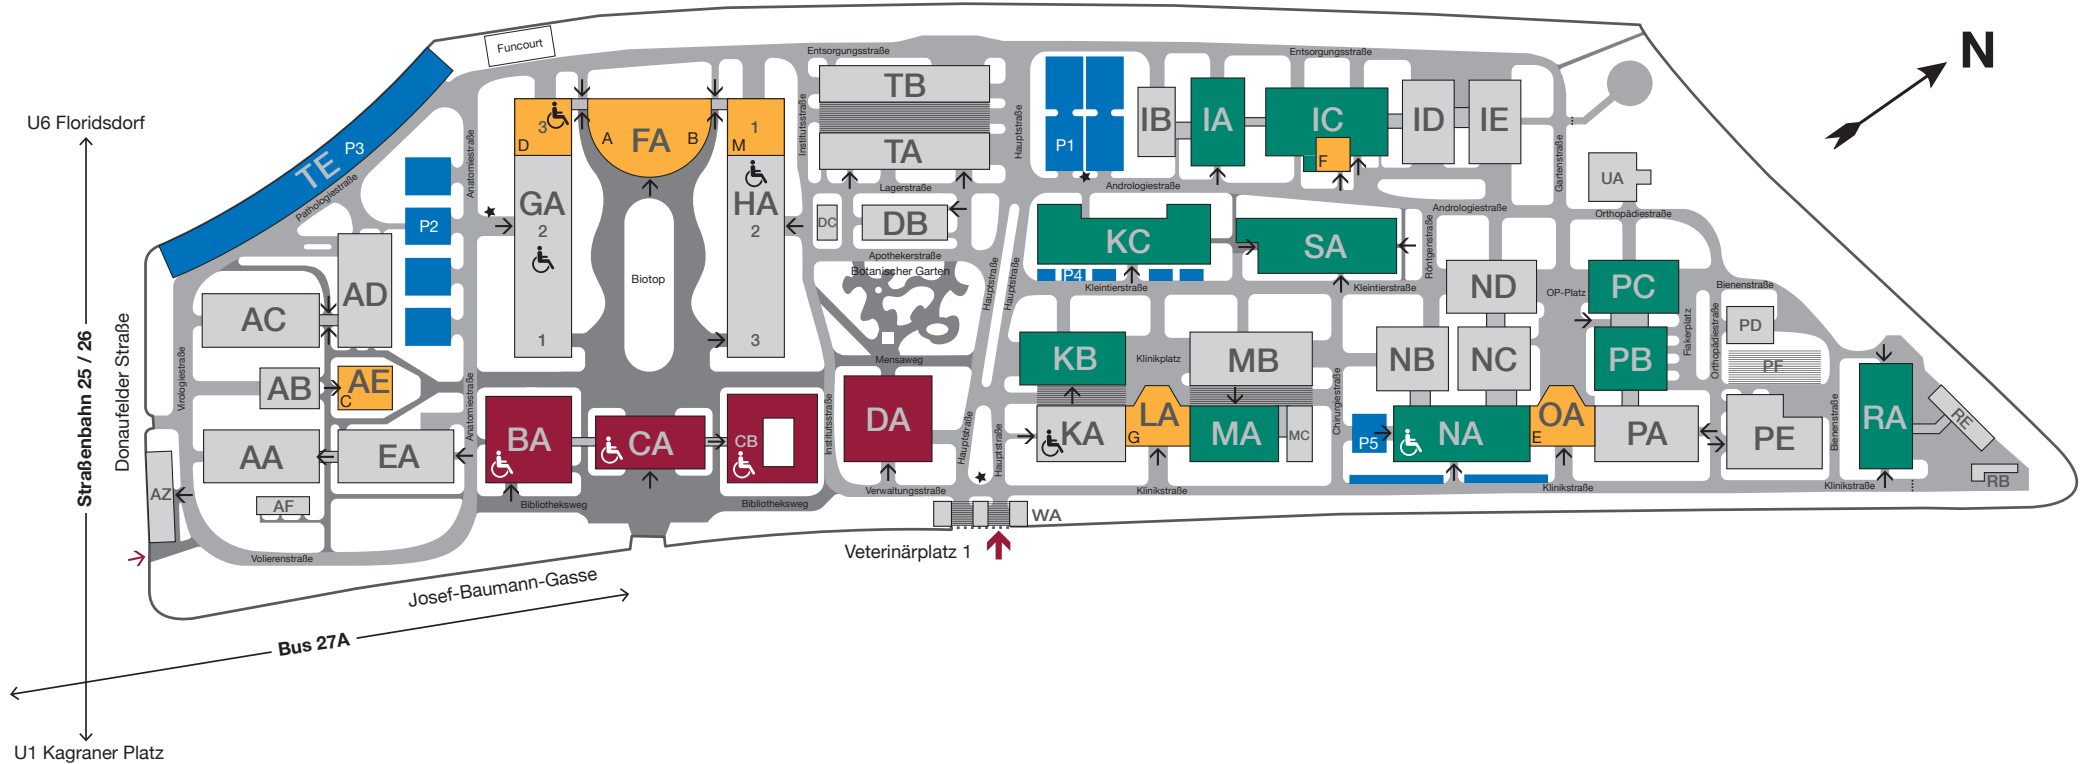 Funcourt
Entsorgungsstraße
Entsorgungsstraße
N
U6 Floridsdorf
TE
P3
Pathologiestraße
Anatomiestraße
P2
3
D
GA
2
1
A
FA
B
Biotop
1
M
HA
2
3
Institutsstraße
TB
TA
Lagerstraße
DC
DB
Apothekerstraße
Botanischer Garten
Mensaweg
Hauptstraße
P1
IB
IA
IC
F
ID
IE
Andrologiestraße
Andrologiestraße
Gartenstraße
UA
Orthopädiestraße
KC
SA
P4
Kleintierstraße
Kleintierstraße
Röntgenstraße
Hauptstraße
Hauptstraße
ND
OP-Platz
PC
Bienenstraße
Straßenbahn 25 / 26
Donaufelder Straße
Virologiestraße
AC
AD
AB
AE
C
AA
EA
AZ
AF
Volierenstraße
Anatomiestraße
BA
CA
CB
Bibliotheksweg
Bibliotheksweg
Institutsstraße
DA
Verwaltungsstraße
Hauptstraße
Hauptstraße
KB
Klinikplatz
MB
KA
LA
G
MA
MC
Klinikstraße
Chirurgiestraße
NB
NC
P5
NA
OA
E
PB
PA
Fiakerplatz
Orthopädiestraße
PD
PF
PE
Bienenstraße
RA
RE
RB
Klinikstraße
Klinikstraße
WA
Veterinärplatz 1
Josef-Baumann-Gasse
Bus 27A
U1 Kagraner Platz